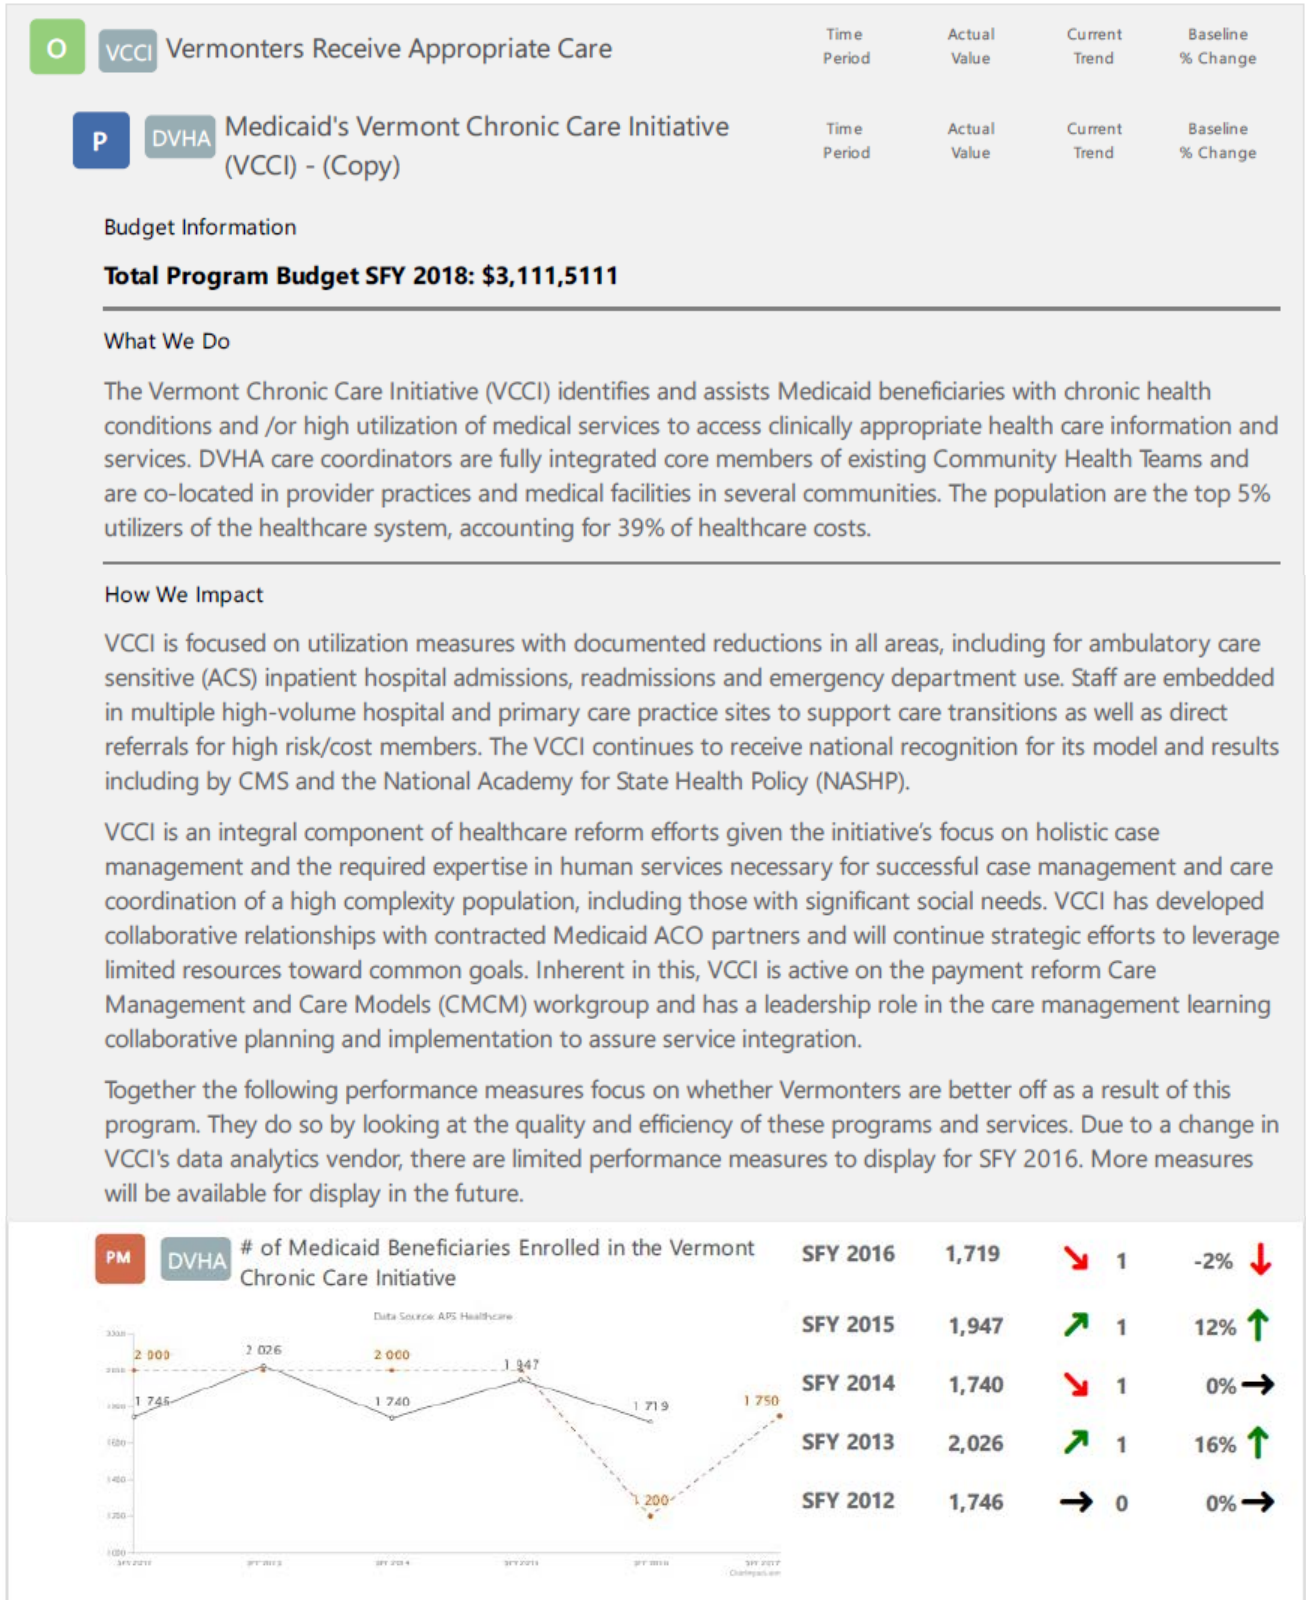 O VCCI Vermonters Receive Appropriate Care Time Period Actual Value Current Trend Baseline % Change
P DVHA Medicaid's Vermont Chronic Care Initiative (VCCI) - (Copy) Time Period Actual Value Current Trend Baseline % Change
Budget Information
Total Program Budget SFY 2018: $3,111,5111
What We Do
The Vermont Chronic Care Initiative (VCCI) identifies and assists Medicaid beneficiaries with chronic health
conditions and /or high utilization of medical services to access clinically appropriate health care information and
services. DVHA care coordinators are fully integrated core members of existing Community Health Teams and
are co-located in provider practices and medical facilities in several communities. The population are the top 5%
utilizers of the healthcare system, accounting for 39% of healthcare costs.
How We Impact
VCCI is focused on utilization measures with documented reductions in all areas, including for ambulatory care
sensitive (ACS) inpatient hospital admissions, readmissions and emergency department use. Staff are embedded
in multiple high-volume hospital and primary care practice sites to support care transitions as well as direct
referrals for high risk/cost members. The VCCI continues to receive national recognition for its model and results
including by CMS and the National Academy for State Health Policy (NASHP).
VCCI is an integral component of healthcare reform efforts given the initiative’s focus on holistic case
management and the required expertise in human services necessary for successful case management and care
coordination of a high complexity population, including those with significant social needs. VCCI has developed
collaborative relationships with contracted Medicaid ACO partners and will continue strategic efforts to leverage
limited resources toward common goals. Inherent in this, VCCI is active on the payment reform Care
Management and Care Models (CMCM) workgroup and has a leadership role in the care management learning
collaborative planning and implementation to assure service integration.
Together the following performance measures focus on whether Vermonters are better off as a result of this
program. They do so by looking at the quality and efficiency of these programs and services. Due to a change in
VCCI's data analytics vendor, there are limited performance measures to display for SFY 2016. More measures
will be available for display in the future.
PM DVHA # of Medicaid Beneficiaries Enrolled in the Vermont
Chronic Care Initiative
SFY 2016 1,719 1 -2%
SFY 2015 1,947 1 12%
SFY 2014 1,740 1 0%
SFY 2013 2,026 1 16%
SFY 2012 1,746 0 0%
Data Source: APS Healthcare
2 000 2 026 2 000 1 947
1 746 1 740 1 719 1 750
1 200
1600
1400
1200
1000
SFY 2012 SFY 2013 SFY 2014 SFY 2015 SFY 2016 SFY 2017